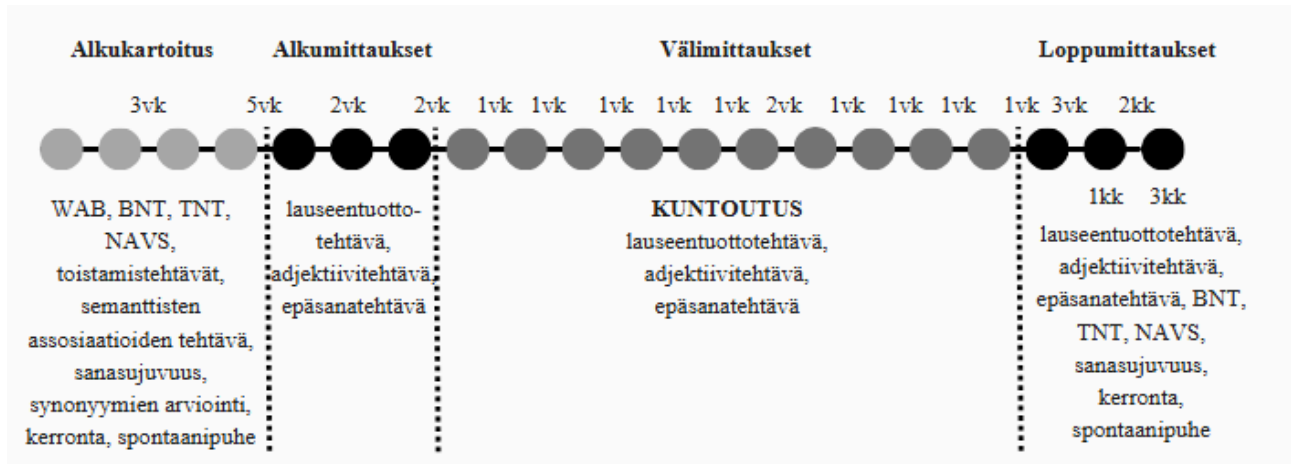 Alkukartoitus Alkumittaukset Välimittaukset Loppumittaukset
3vk 5vk 2vk 2vk 1vk 1vk 1vk 1vk 1vk 2vk 1vk 1vk 1vk 1vk 3vk 2kk
WAB, BNT, TNT,
NAVS,
toistamistehtävät,
semanttisten
assosiaatioiden tehtävä,
sanasujuvuus,
synonyymien arviointi,
kerronta, spontaanipuhe
lauseentuotto-
tehtävä,
adjektiivitehtävä,
epäsanatehtävä
KUNTOUTUS
lauseentuottotehtävä,
adjektiivitehtävä,
epäsanatehtävä
1kk 3kk
lauseentuottotehtävä,
adjektiivitehtävä,
epäsanatehtävä, BNT,
TNT, NAVS,
sanasujuvuus,
kerronta,
spontaanipuhe